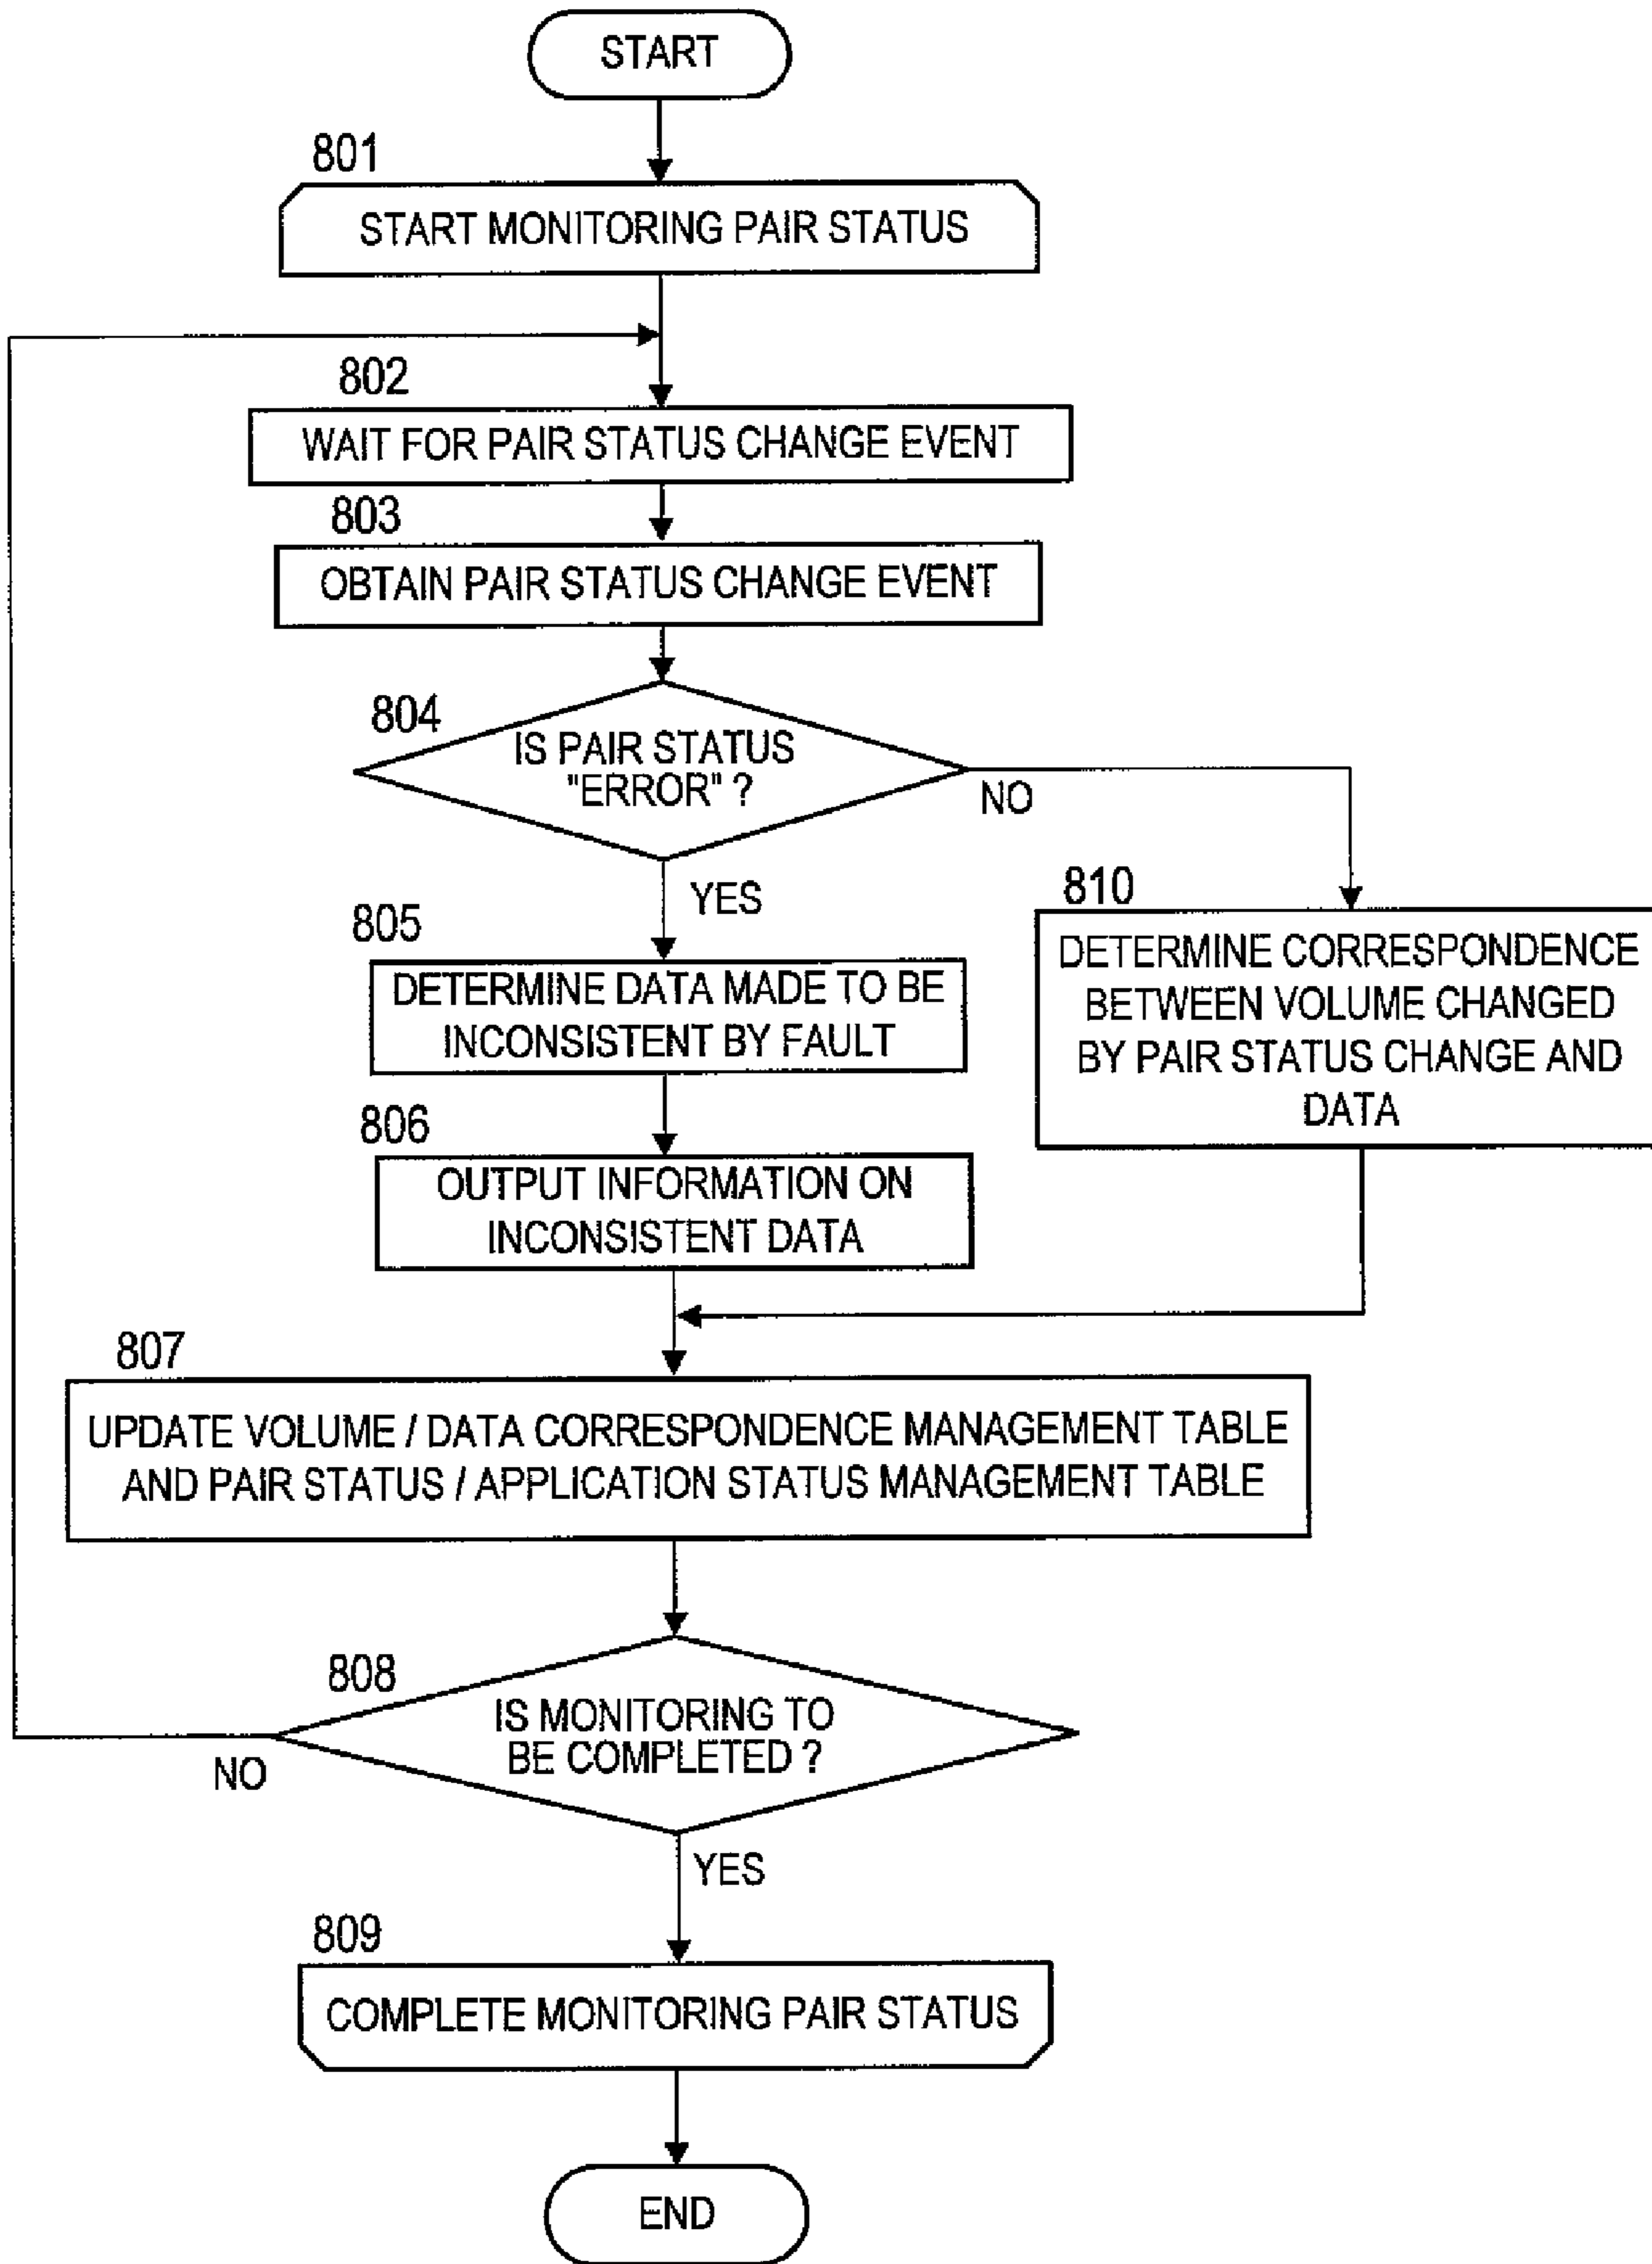 START
801
START MONITORING PAIR STATUS
802
WAIT FOR PAIR STATUS CHANGE EVENT
803
OBTAIN PAIR STATUS CHANGE EVENT
804
IS PAIR STATUS
"ERROR" ?
NO
YES
805
DETERMINE DATA MADE TO BE
INCONSISTENT BY FAULT
810
DETERMINE CORRESPONDENCE
BETWEEN VOLUME CHANGED
BY PAIR STATUS CHANGE AND
DATA
806
OUTPUT INFORMATION ON
INCONSISTENT DATA
807
UPDATE VOLUME / DATA CORRESPONDENCE MANAGEMENT TABLE
AND PAIR STATUS / APPLICATION STATUS MANAGEMENT TABLE
808
IS MONITORING TO
BE COMPLETED ?
NO
YES
809
COMPLETE MONITORING PAIR STATUS
END